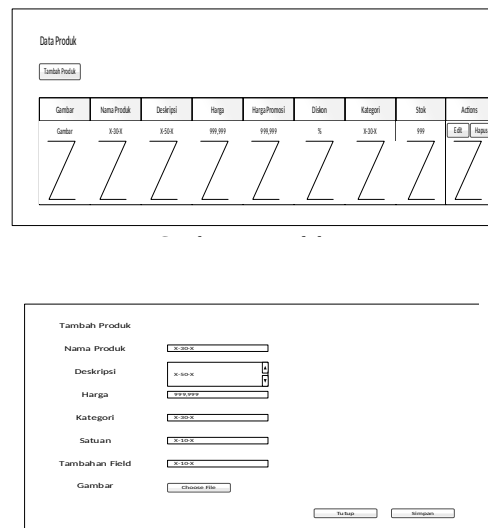 Data Produk
Tambah Produk
Gambar Nama Produk Deskripsi Harga Harga Promosi Diskon Kategori Stok Actions
Gambar X-30-X X-50-X 999,999 999,999 % X-30-X 999 Edit Hapus
Tambah Produk
Nama Produk X-30-X
Deskripsi X-50-X
Harga 999,999
Kategori X-30-X
Satuan X-10-X
Tambahan Field X-10-X
Gambar Choose File
Tutup Simpan